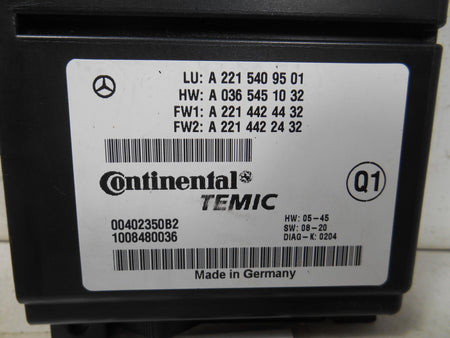 LU: A 221 540 95 01
HW: A 036 545 10 32
FW1: A 221 442 44 32
FW2: A 221 442 24 32
Continental
TEMIC
Q1
00402350B2
1008480036
HW: 05-45
SW: 08-20
DIAG-K: 0204
Made in Germany